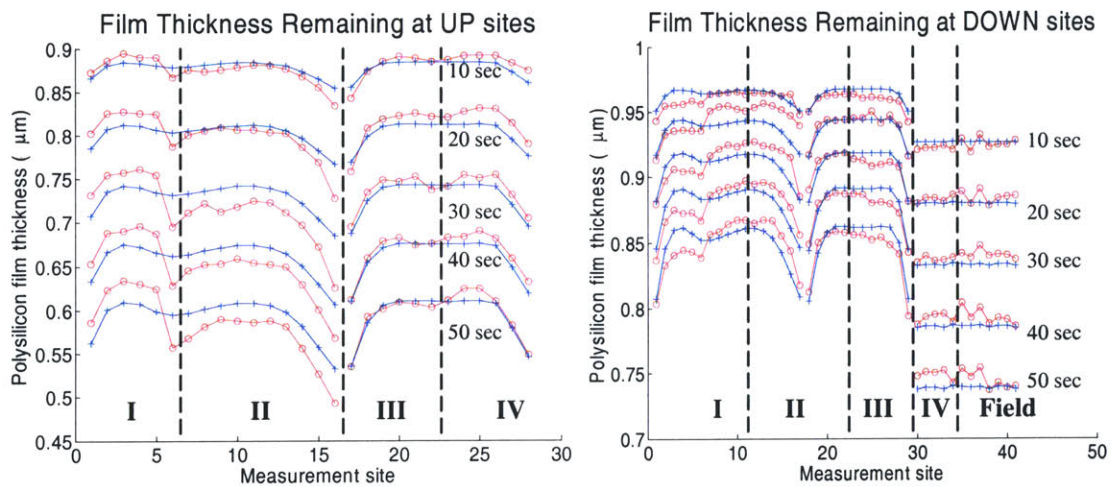 Film Thickness Remaining at UP sites
Polysilicon film thickness ( μm)
0.9
0.85
0.8
0.75
0.7
0.65
0.6
0.55
0.5
0.45
10 sec
20 sec
30 sec
40 sec
50 sec
I II III IV
0 5 10 15 20 25 30
Measurement site
Film Thickness Remaining at DOWN sites
Polysilicon film thickness ( μm)
1
0.95
0.9
0.85
0.8
0.75
0.7
10 sec
20 sec
30 sec
40 sec
50 sec
I II III IV Field
0 10 20 30 40 50
Measurement site